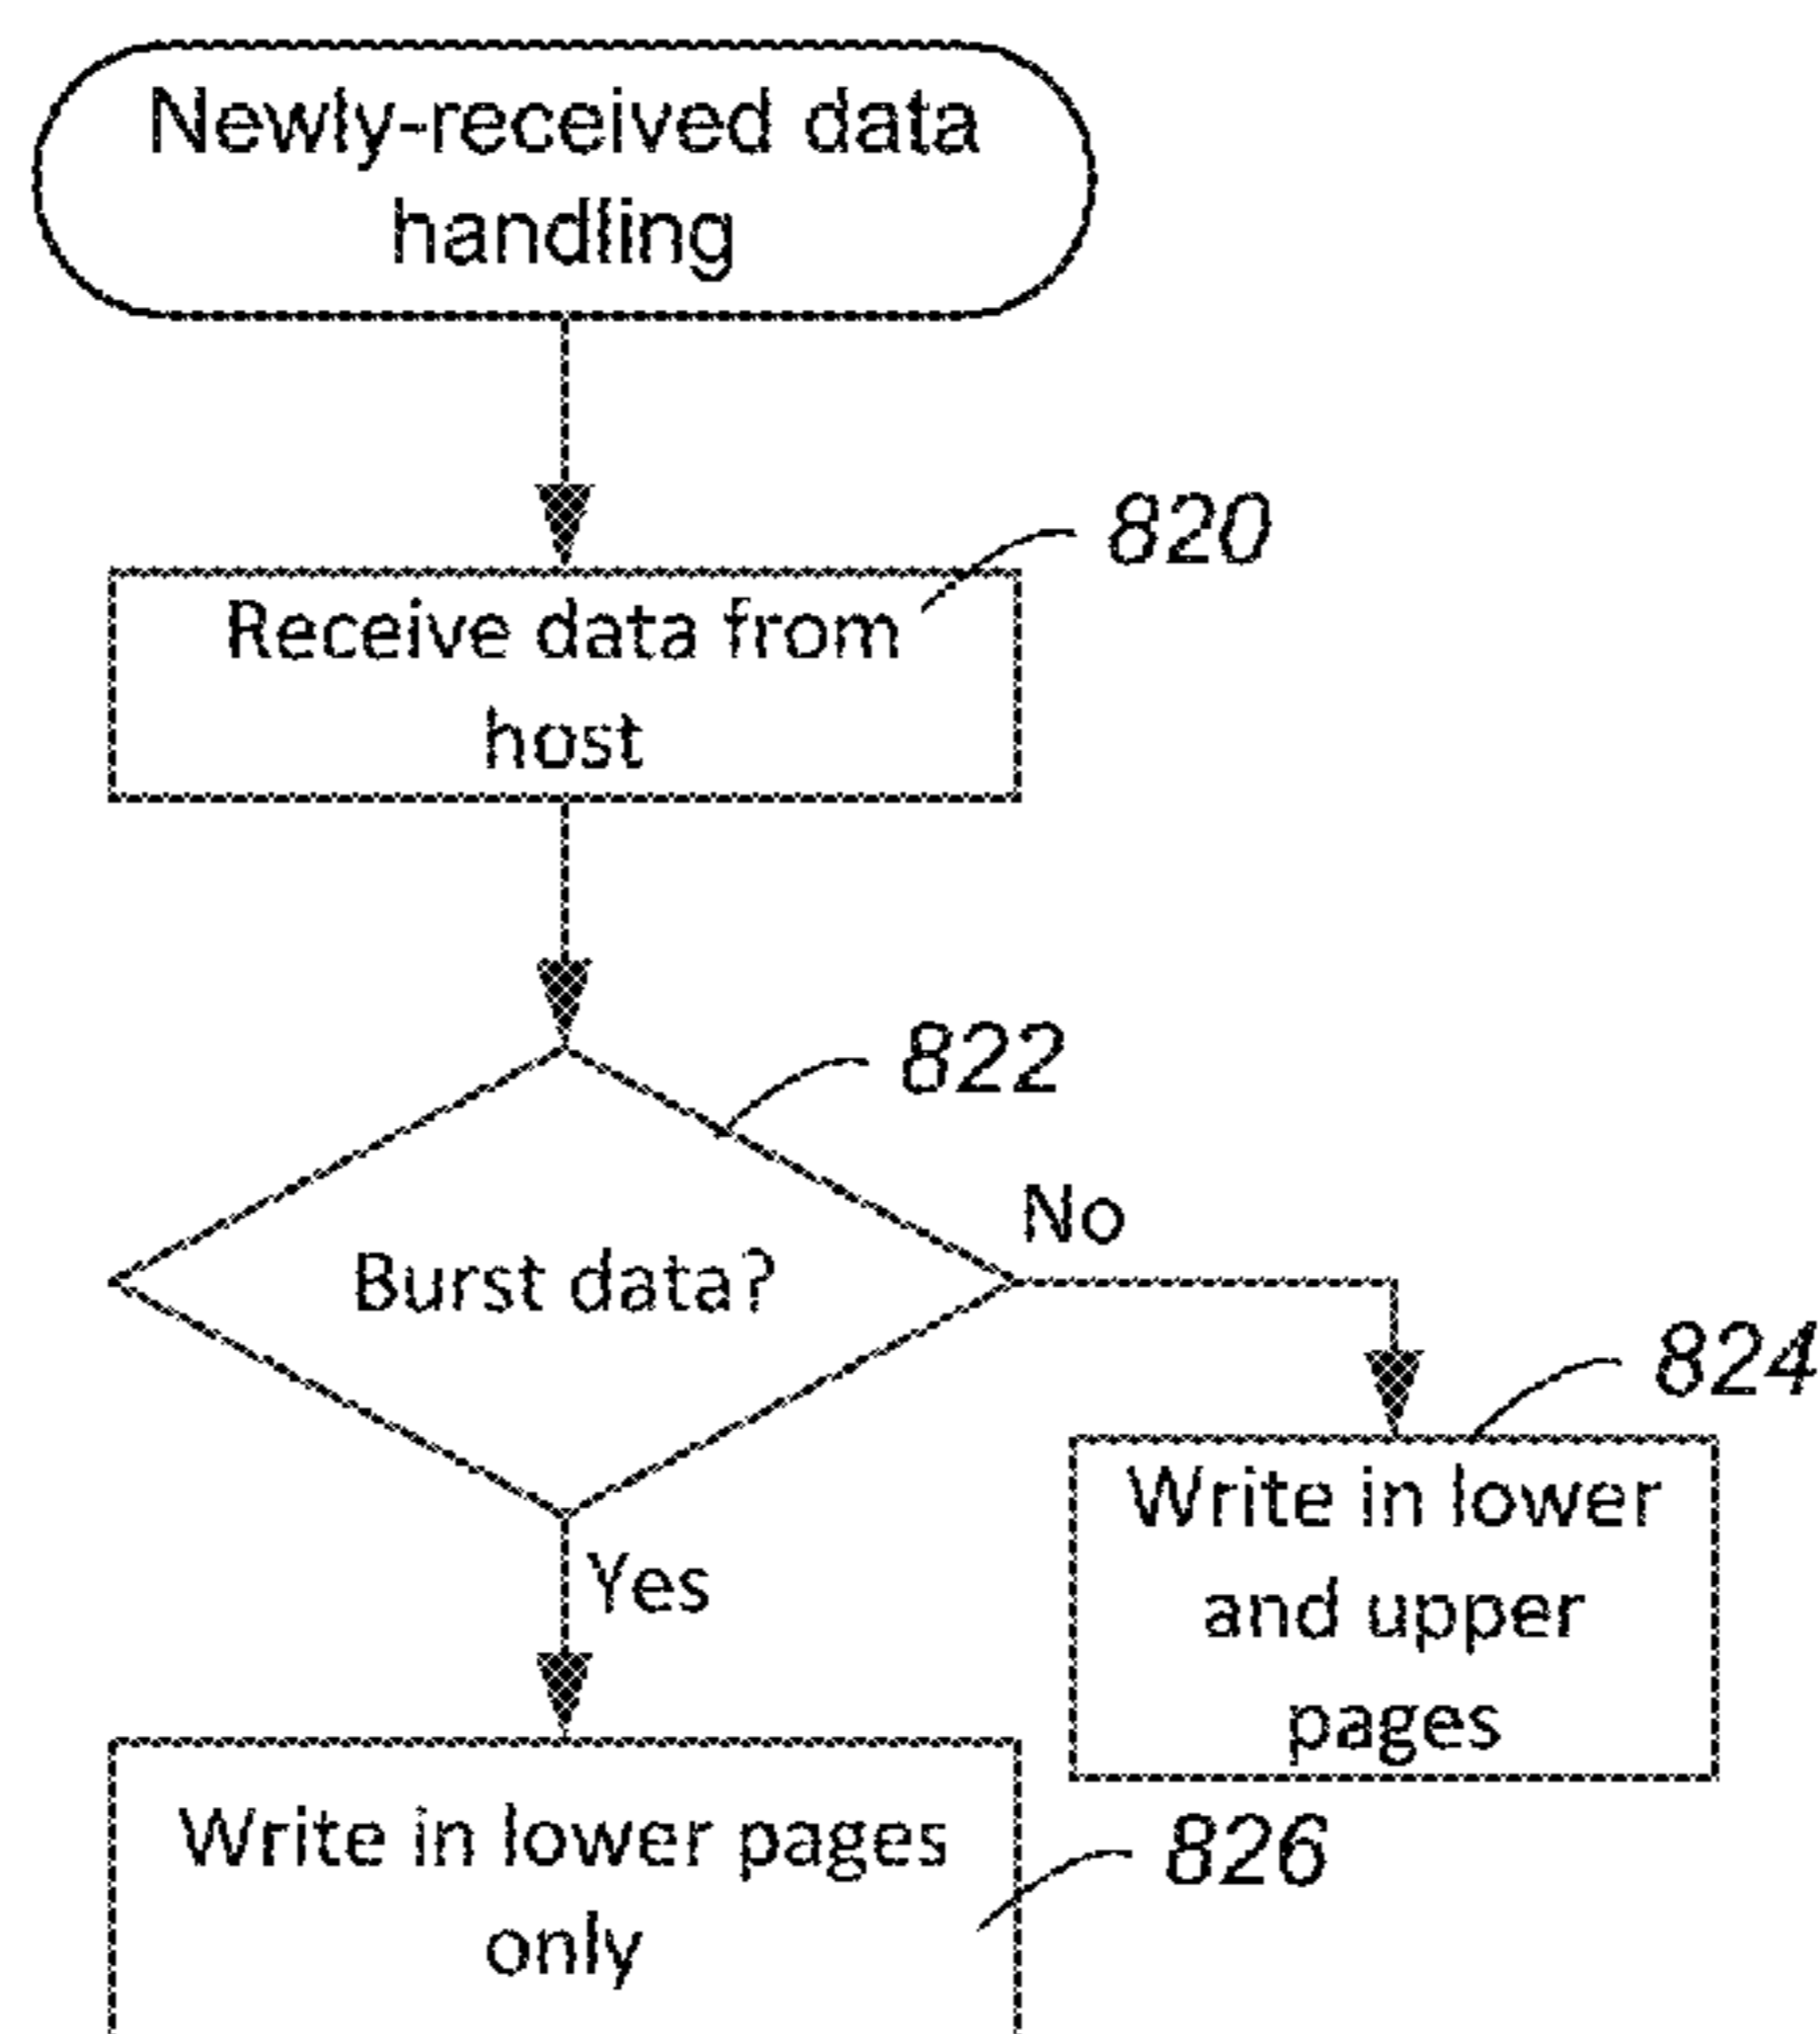 Newly-received data
handling
820
Receive data from
host
822
Burst data?
No
824
Write in lower
and upper
pages
Yes
Write in lower pages
only
826